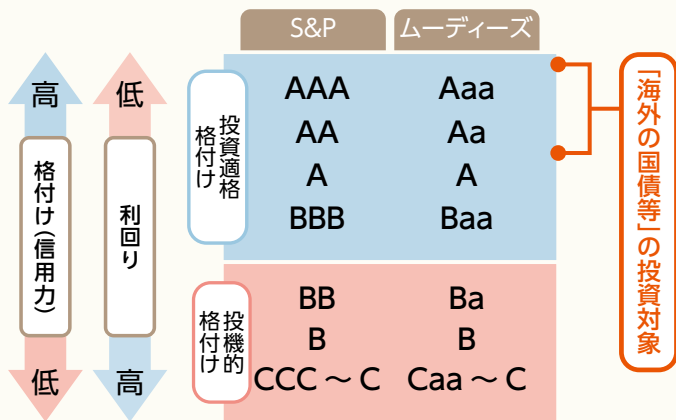 S&P
ムーディーズ
高
格付け(信用力)
低
低
利回り
高
投資適格
格付け
AAA
Aaa
AA
Aa
A
A
BBB
Baa
投機的
格付け
BB
Ba
B
B
CCC ~ C
Caa ~ C
「海外の国債等」の投資対象